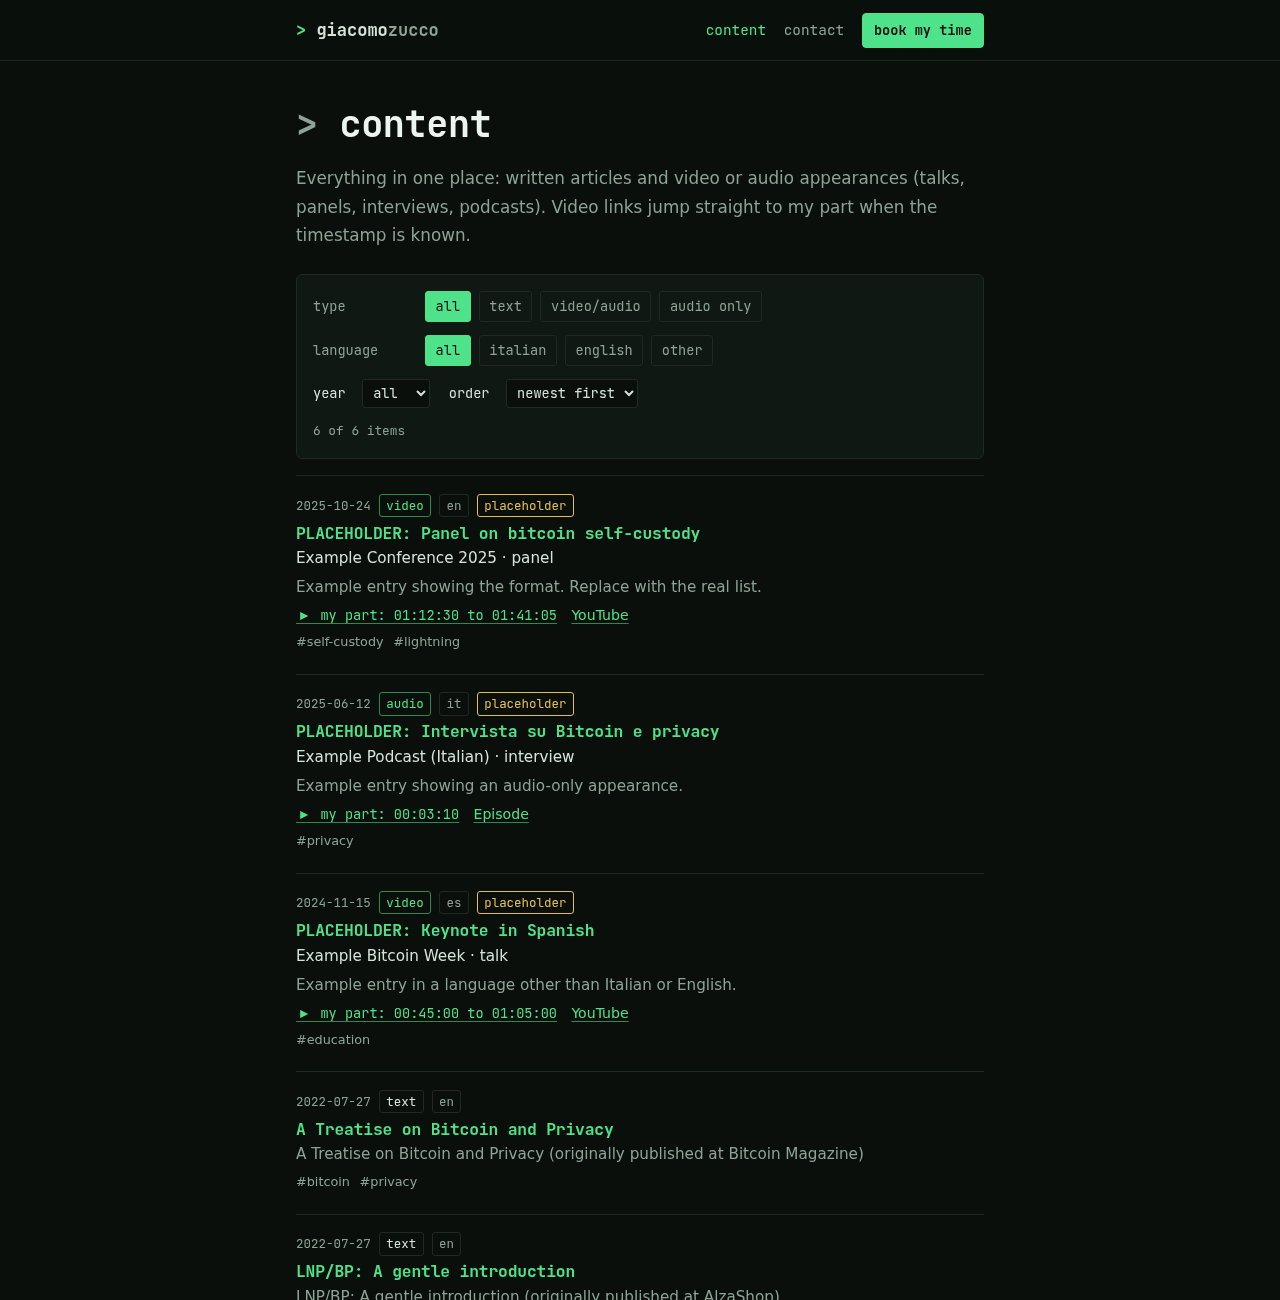 > giacomozucco
content contact book my time
> content
Everything in one place: written articles and video or audio appearances (talks,
panels, interviews, podcasts). Video links jump straight to my part when the
timestamp is known.
type all text video/audio audio only
language all italian english other
year all order newest first
6 of 6 items
2025-10-24 video en placeholder
PLACEHOLDER: Panel on bitcoin self-custody
Example Conference 2025 · panel
Example entry showing the format. Replace with the real list.
► my part: 01:12:30 to 01:41:05 YouTube
#self-custody #lightning
2025-06-12 audio it placeholder
PLACEHOLDER: Intervista su Bitcoin e privacy
Example Podcast (Italian) · interview
Example entry showing an audio-only appearance.
► my part: 00:03:10 Episode
#privacy
2024-11-15 video es placeholder
PLACEHOLDER: Keynote in Spanish
Example Bitcoin Week · talk
Example entry in a language other than Italian or English.
► my part: 00:45:00 to 01:05:00 YouTube
#education
2022-07-27 text en
A Treatise on Bitcoin and Privacy
A Treatise on Bitcoin and Privacy (originally published at Bitcoin Magazine)
#bitcoin #privacy
2022-07-27 text en
LNP/BP: A gentle introduction
LNP/BP: A gentle introduction (originally published at AlzaShop)